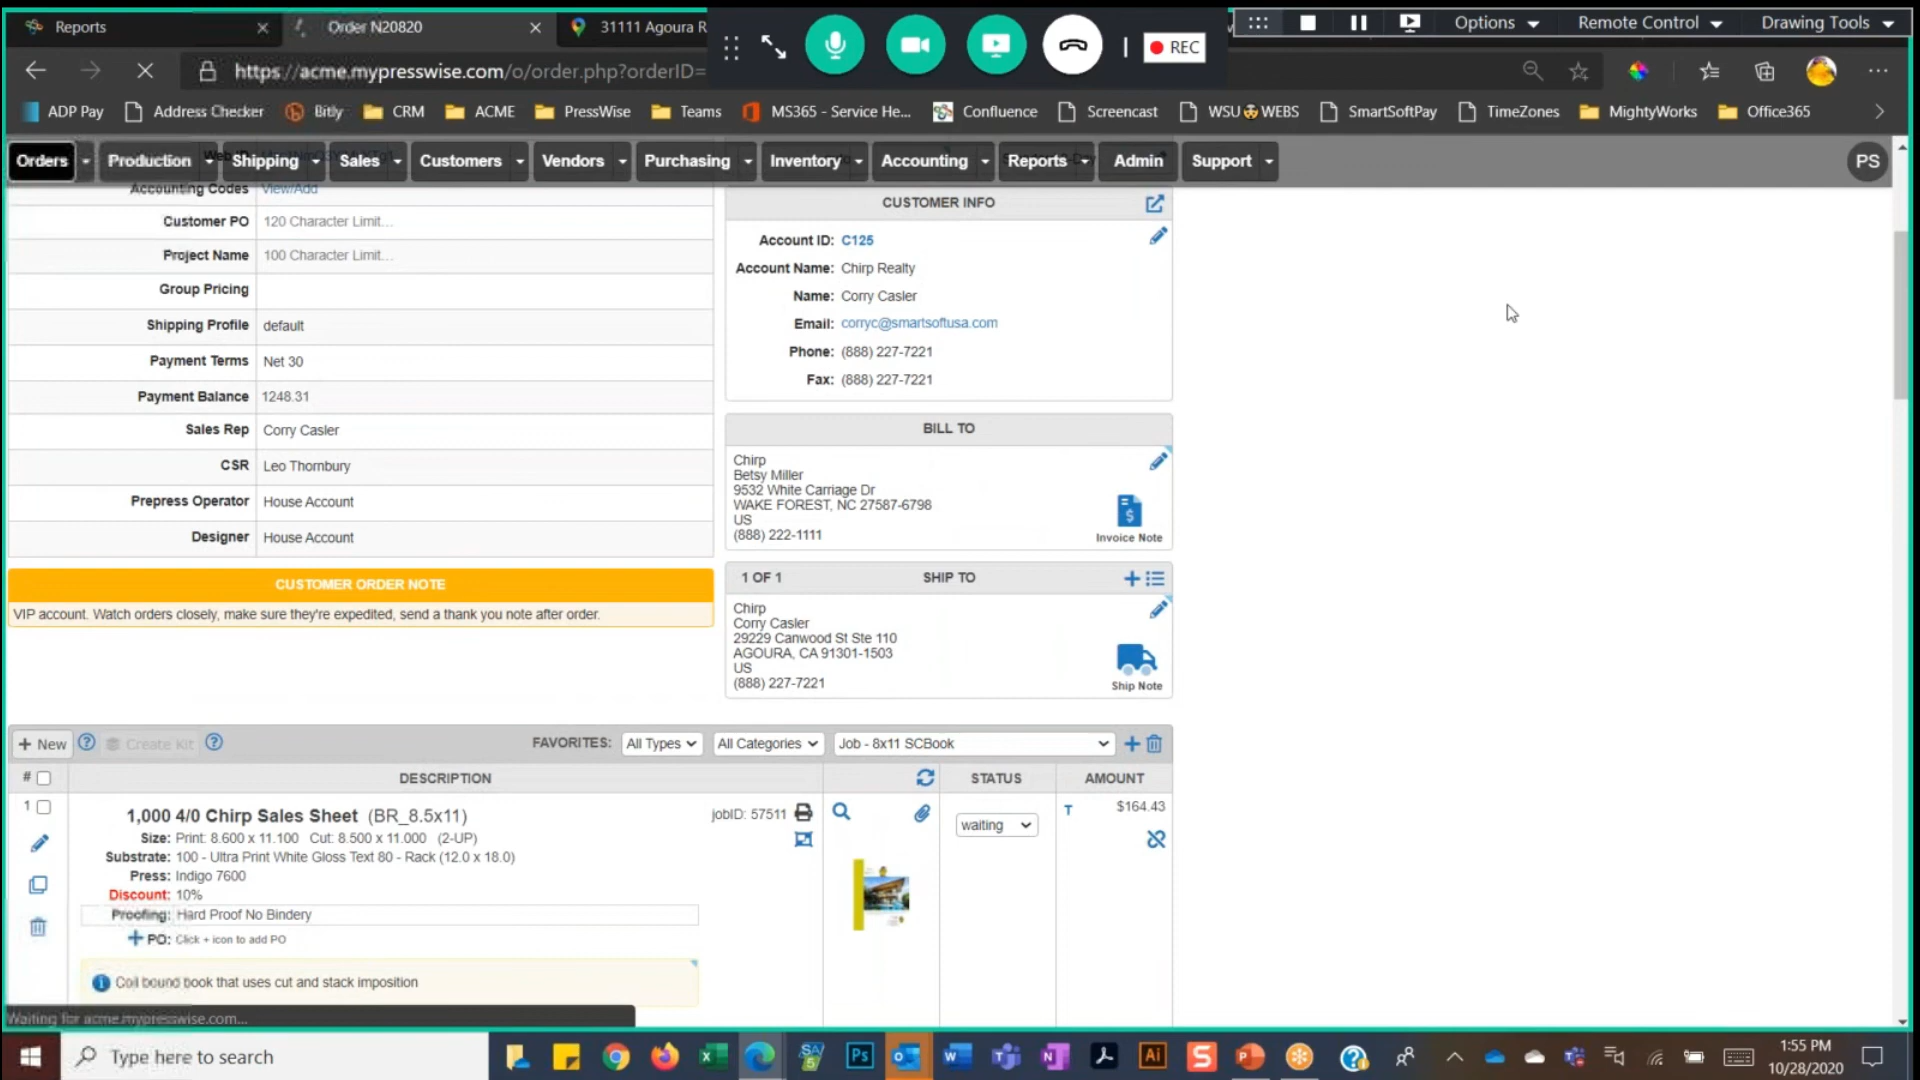 Reports
Order N20820
31111 Agoura R
REC
Options
Remote Control
Drawing Tools
https://acme.mypresswise.com/o/order.php?orderID=
ADP Pay
Address Checker
Bitly
CRM
ACME
PressWise
Teams
MS365 - Service He...
Confluence
Screencast
WSU WEBS
SmartSoftPay
TimeZones
MightyWorks
Office365
Orders
Production
Shipping
Sales
Customers
Vendors
Purchasing
Inventory
Accounting
Reports
Admin
Support
PS
Accounting Codes View/Add
Customer PO 120 Character Limit...
Project Name 100 Character Limit...
Group Pricing
Shipping Profile default
Payment Terms Net 30
Payment Balance 1248.31
Sales Rep Corry Casler
CSR Leo Thornbury
Prepress Operator House Account
Designer House Account
CUSTOMER ORDER NOTE
VIP account. Watch orders closely, make sure they're expedited, send a thank you note after order.
CUSTOMER INFO
Account ID: C125
Account Name: Chirp Realty
Name: Corry Casler
Email: corryc@smartsoftusa.com
Phone: (888) 227-7221
Fax: (888) 227-7221
BILL TO
Chirp
Betsy Miller
9532 White Carriage Dr
WAKE FOREST, NC 27587-6798
US
(888) 222-1111
Invoice Note
1 OF 1 SHIP TO
Chirp
Corry Casler
29229 Canwood St Ste 110
AGOURA, CA 91301-1503
US
(888) 227-7221
Ship Note
+ New
Create Kit
FAVORITES: All Types All Categories Job - 8x11 SCBook
# DESCRIPTION STATUS AMOUNT
1 1,000 4/0 Chirp Sales Sheet (BR_8.5x11) jobID: 57511
Size: Print: 8.600 x 11.100 Cut: 8.500 x 11.000 (2-UP)
Substrate: 100 - Ultra Print White Gloss Text 80 - Rack (12.0 x 18.0)
Press: Indigo 7600
Discount: 10%
Proofing: Hard Proof No Bindery
PO: Click + icon to add PO
Coil bound book that uses cut and stack imposition
waiting
T $164.43
Waiting for acme.mypresswise.com...
Type here to search
1:55 PM
10/28/2020